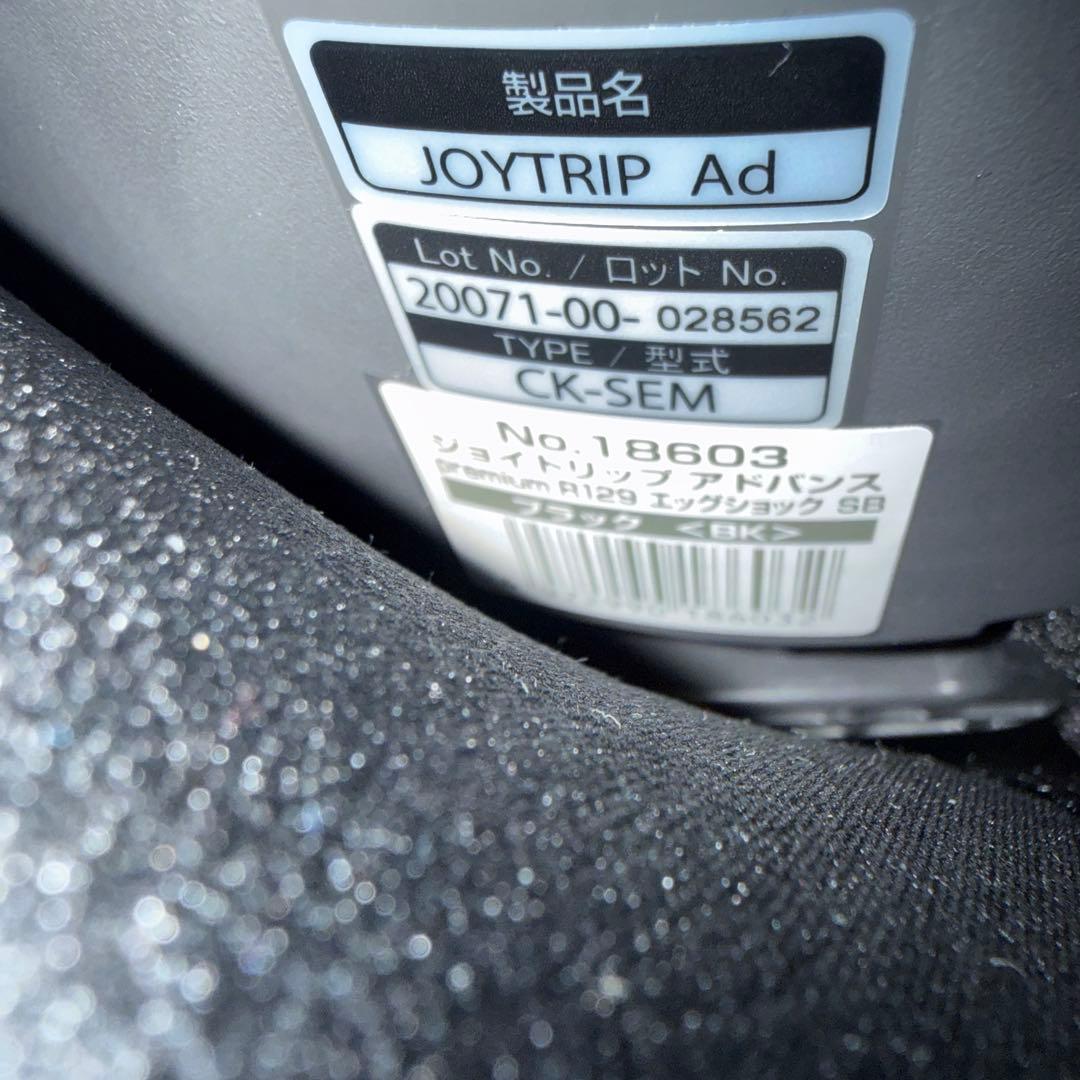 製品名
JOYTRIP Ad
Lot No. / ロット No.
20071-00-028562
TYPE / 型式
CK-SEM
No.18603
ジョイトリップ アドバンス
premium R129 エッグショック SB
ブラック <BK>